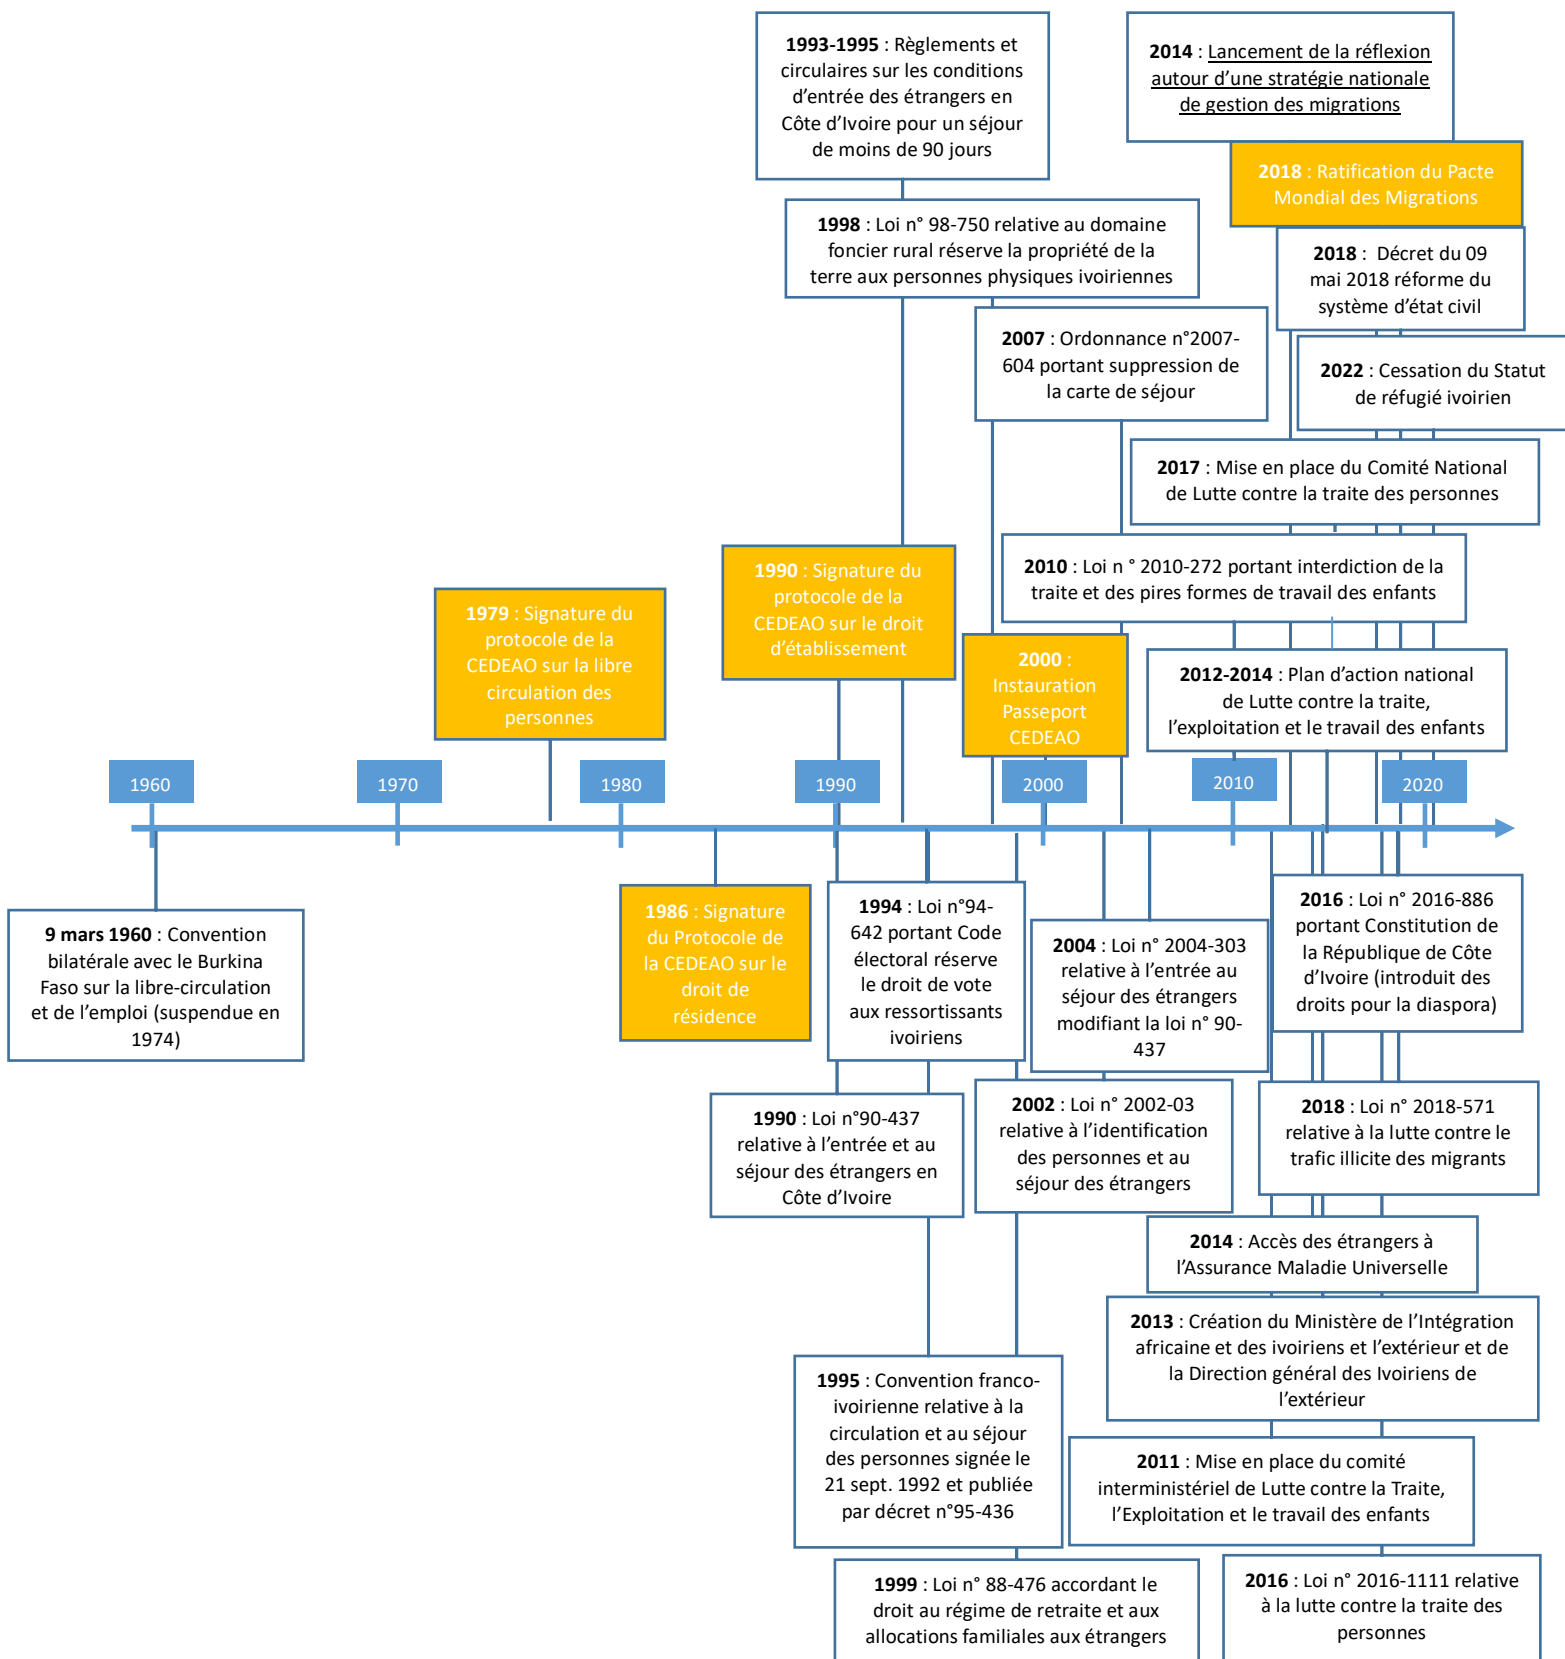 1993-1995 : Règlements et
circulaires sur les conditions
d'entrée des étrangers en
Côte d'Ivoire pour un séjour
de moins de 90 jours
2014 : Lancement de la réflexion
autour d'une stratégie nationale
de gestion des migrations
2018 : Ratification du Pacte
Mondial des Migrations
1998 : Loi n° 98-750 relative au domaine
foncier rural réserve la propriété de la
terre aux personnes physiques ivoiriennes
2018 : Décret du 09
mai 2018 réforme du
système d'état civil
2007 : Ordonnance n°2007-
604 portant suppression de
la carte de séjour
2022 : Cessation du Statut
de réfugié ivoirien
2017 : Mise en place du Comité National
de Lutte contre la traite des personnes
2010 : Loi n ° 2010-272 portant interdiction de la
traite et des pires formes de travail des enfants
1990 : Signature du
protocole de la
CEDEAO sur le droit
d'établissement
1979 : Signature du
protocole de la
CEDEAO sur la libre
circulation des
personnes
2000 :
Instauration
Passeport
CEDEAO
2012-2014 : Plan d'action national
de Lutte contre la traite,
l'exploitation et le travail des enfants
1960
1970
1980
1990
2000
2010
2020
9 mars 1960 : Convention
bilatérale avec le Burkina
Faso sur la libre-circulation
et de l'emploi (suspendue en
1974)
1986 : Signature
du Protocole de
la CEDEAO sur le
droit de
résidence
1994 : Loi n°94-
642 portant Code
électoral réserve
le droit de vote
aux ressortissants
ivoiriens
2004 : Loi n° 2004-303
relative à l'entrée au
séjour des étrangers
modifiant la loi n° 90-
437
2016 : Loi n° 2016-886
portant Constitution de
la République de Côte
d'Ivoire (introduit des
droits pour la diaspora)
1990 : Loi n°90-437
relative à l'entrée et au
séjour des étrangers en
Côte d'Ivoire
2002 : Loi n° 2002-03
relative à l'identification
des personnes et au
séjour des étrangers
2018 : Loi n° 2018-571
relative à la lutte contre le
trafic illicite des migrants
2014 : Accès des étrangers à
l'Assurance Maladie Universelle
2013 : Création du Ministère de l'Intégration
africaine et des ivoiriens et l'extérieur et de
la Direction général des Ivoiriens de
l'extérieur
1995 : Convention franco-
ivoirienne relative à la
circulation et au séjour
des personnes signée le
21 sept. 1992 et publiée
par décret n°95-436
2011 : Mise en place du comité
interministériel de Lutte contre la Traite,
l'Exploitation et le travail des enfants
1999 : Loi n° 88-476 accordant le
droit au régime de retraite et aux
allocations familiales aux étrangers
2016 : Loi n° 2016-1111 relative
à la lutte contre la traite des
personnes